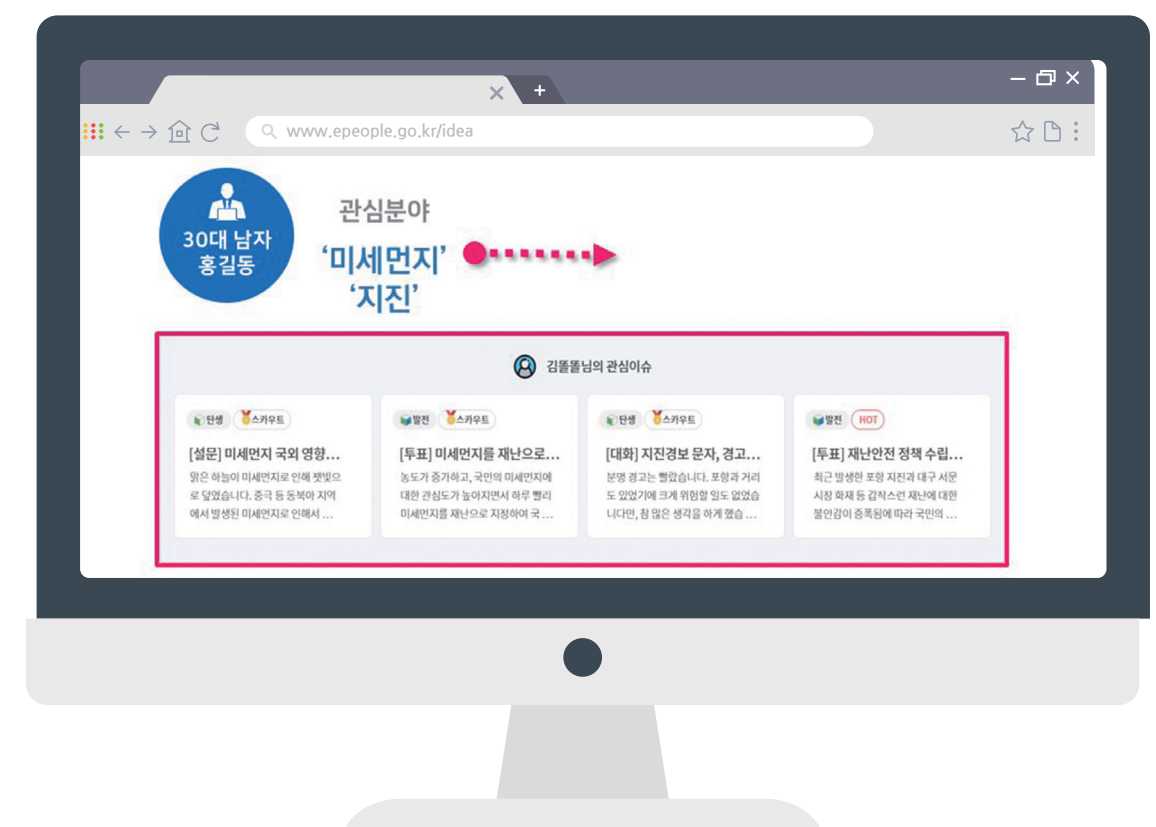 www.epeople.go.kr/idea
30대 남자
홍길동
관심분야
‘미세먼지’
‘지진’
김똘똘님의 관심이슈
탄생 스카우트
[설문] 미세먼지 국외 영향...
맑은 하늘이 미세먼지로 인해 잿빛으
로 덮였습니다. 중국 등 동북아 지역
에서 발생된 미세먼지로 인해서 ...
발전 스카우트
[투표] 미세먼지를 재난으로...
농도가 증가하고, 국민의 미세먼지에
대한 관심도가 높아지면서 하루 빨리
미세먼지를 재난으로 지정하여 국 ...
탄생 스카우트
[대화] 지진경보 문자, 경고...
분명 경고는 빨랐습니다. 포항과 거리
도 있었기에 크게 위험할 일도 없었습
니다만, 참 많은 생각을 하게 했습 ...
발전 HOT
[투표] 재난안전 정책 수립...
최근 발생한 포항 지진과 대구 서문
시장 화재 등 갑작스런 재난에 대한
불안감이 증폭됨에 따라 국민의 ...